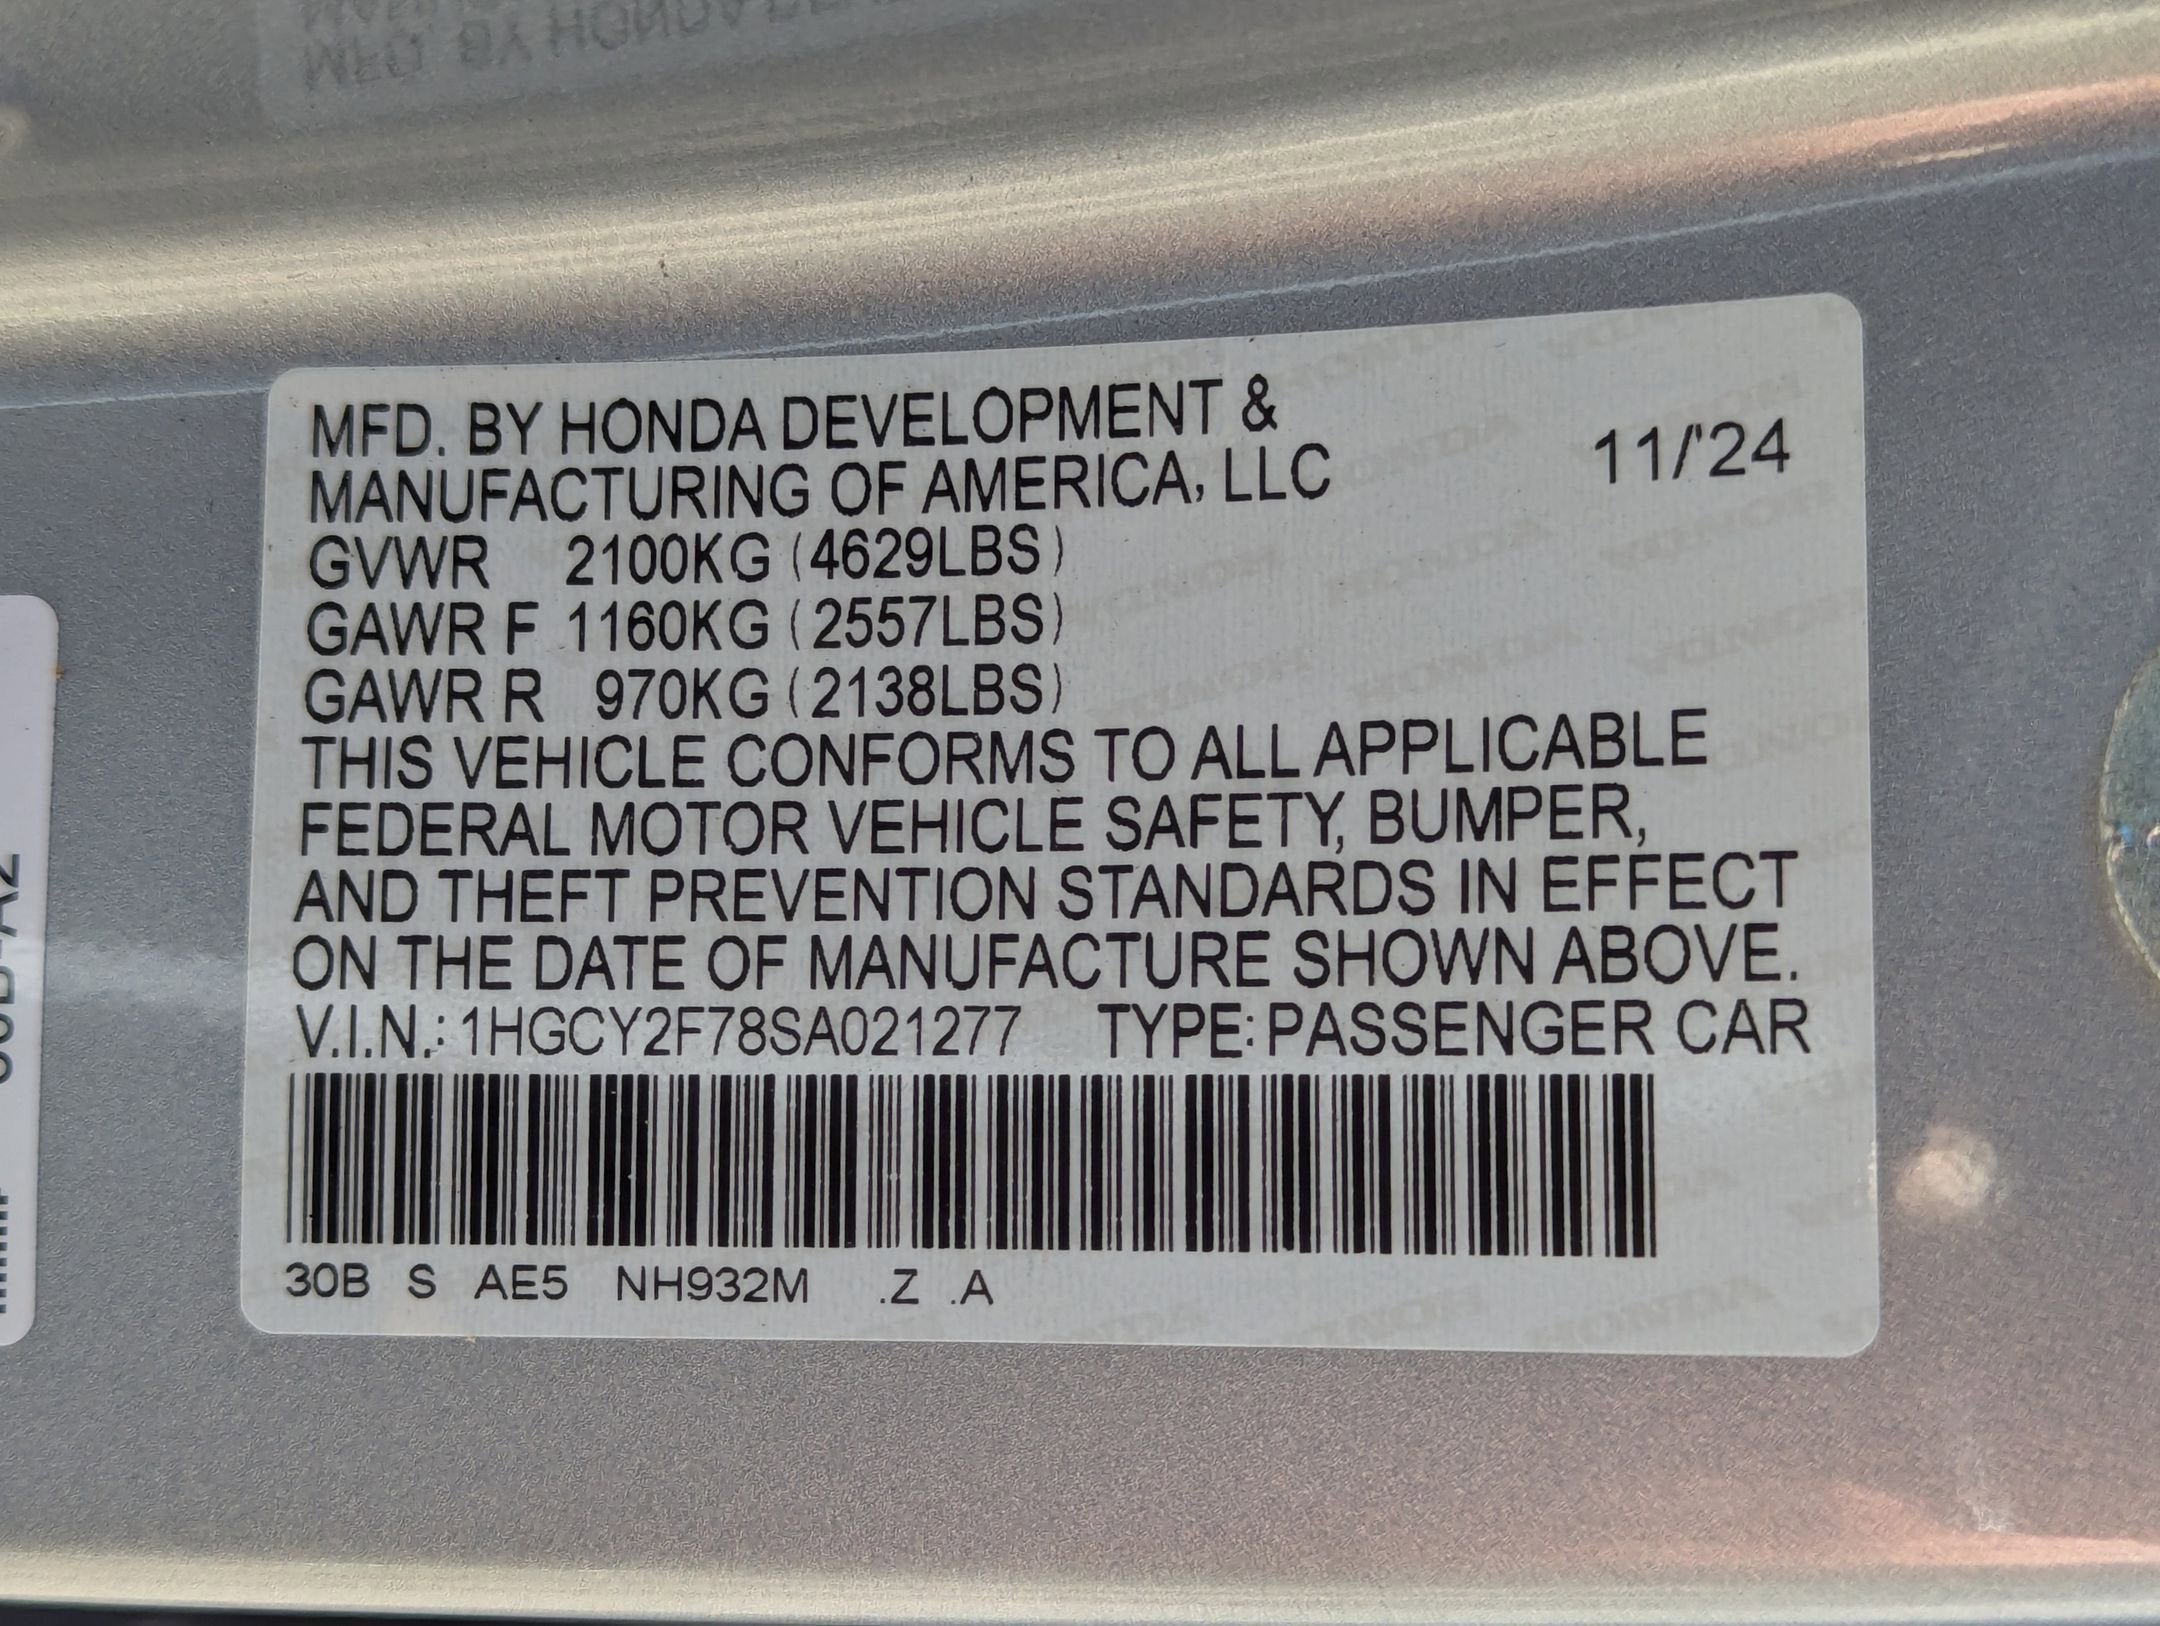 MFD. BY HONDA DEVELOPMENT &
MANUFACTURING OF AMERICA, LLC
11/'24
GVWR 2100KG (4629LBS)
GAWR F 1160KG (2557LBS)
GAWR R 970KG (2138LBS)
THIS VEHICLE CONFORMS TO ALL APPLICABLE
FEDERAL MOTOR VEHICLE SAFETY, BUMPER,
AND THEFT PREVENTION STANDARDS IN EFFECT
ON THE DATE OF MANUFACTURE SHOWN ABOVE.
V.I.N.: 1HGCY2F78SA021277 TYPE: PASSENGER CAR
30B S AE5 NH932M .Z .A